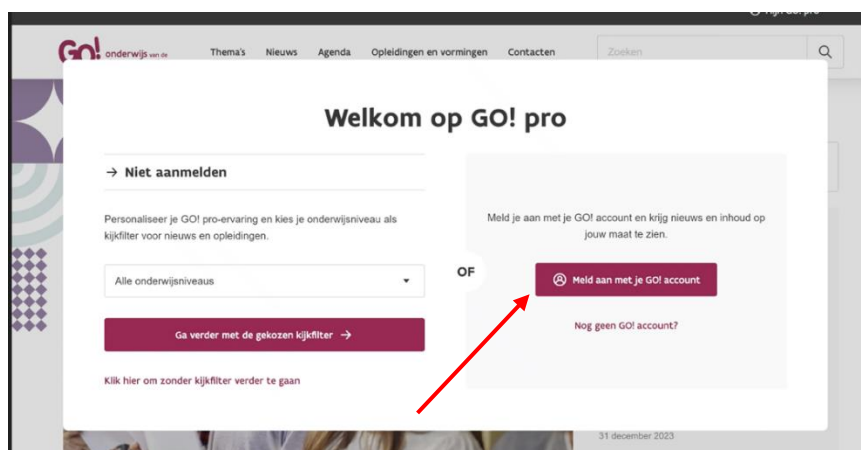 GO! onderwijs van de
Thema's Nieuws Agenda Opleidingen en vormingen Contacten Zoeken
Welkom op GO! pro
→ Niet aanmelden
Personaliseer je GO! pro-ervaring en kies je onderwijsniveau als
kijkfilter voor nieuws en opleidingen.
Alle onderwijsniveaus
Ga verder met de gekozen kijkfilter →
Klik hier om zonder kijkfilter verder te gaan
OF
Meld je aan met je GO! account en krijg nieuws en inhoud op
jouw maat te zien.
Meld aan met je GO! account
Nog geen GO! account?
31 december 2023